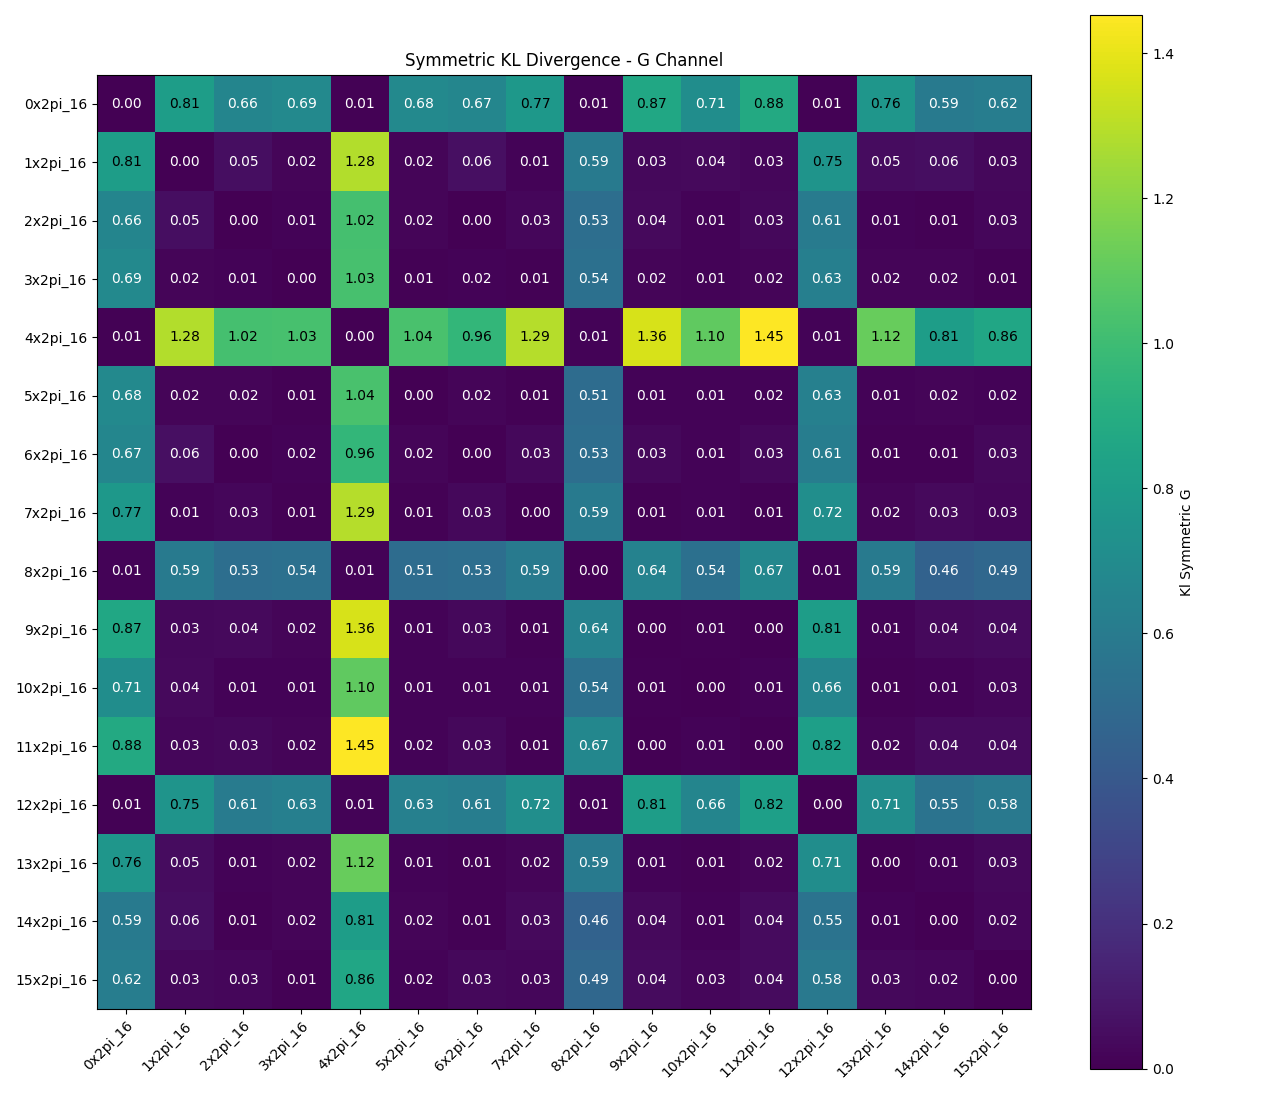 Symmetric KL Divergence - G Channel
0x2pi_16 0.00 0.81 0.66 0.69 0.01 0.68 0.67 0.77 0.01 0.87 0.71 0.88 0.01 0.76 0.59 0.62
1x2pi_16 0.81 0.00 0.05 0.02 1.28 0.02 0.06 0.01 0.59 0.03 0.04 0.03 0.75 0.05 0.06 0.03
2x2pi_16 0.66 0.05 0.00 0.01 1.02 0.02 0.00 0.03 0.53 0.04 0.01 0.03 0.61 0.01 0.01 0.03
3x2pi_16 0.69 0.02 0.01 0.00 1.03 0.01 0.02 0.01 0.54 0.02 0.01 0.02 0.63 0.02 0.02 0.01
4x2pi_16 0.01 1.28 1.02 1.03 0.00 1.04 0.96 1.29 0.01 1.36 1.10 1.45 0.01 1.12 0.81 0.86
5x2pi_16 0.68 0.02 0.02 0.01 1.04 0.00 0.02 0.01 0.51 0.01 0.01 0.02 0.63 0.01 0.02 0.02
6x2pi_16 0.67 0.06 0.00 0.02 0.96 0.02 0.00 0.03 0.53 0.03 0.01 0.03 0.61 0.01 0.01 0.03
7x2pi_16 0.77 0.01 0.03 0.01 1.29 0.01 0.03 0.00 0.59 0.01 0.01 0.01 0.72 0.02 0.03 0.03
8x2pi_16 0.01 0.59 0.53 0.54 0.01 0.51 0.53 0.59 0.00 0.64 0.54 0.67 0.01 0.59 0.46 0.49
9x2pi_16 0.87 0.03 0.04 0.02 1.36 0.01 0.03 0.01 0.64 0.00 0.01 0.00 0.81 0.01 0.04 0.04
10x2pi_16 0.71 0.04 0.01 0.01 1.10 0.01 0.01 0.01 0.54 0.01 0.00 0.01 0.66 0.01 0.01 0.03
11x2pi_16 0.88 0.03 0.03 0.02 1.45 0.02 0.03 0.01 0.67 0.00 0.01 0.00 0.82 0.02 0.04 0.04
12x2pi_16 0.01 0.75 0.61 0.63 0.01 0.63 0.61 0.72 0.01 0.81 0.66 0.82 0.00 0.71 0.55 0.58
13x2pi_16 0.76 0.05 0.01 0.02 1.12 0.01 0.01 0.02 0.59 0.01 0.01 0.02 0.71 0.00 0.01 0.03
14x2pi_16 0.59 0.06 0.01 0.02 0.81 0.02 0.01 0.03 0.46 0.04 0.01 0.04 0.55 0.01 0.00 0.02
15x2pi_16 0.62 0.03 0.03 0.01 0.86 0.02 0.03 0.03 0.49 0.04 0.03 0.04 0.58 0.03 0.02 0.00
0x2pi_16 1x2pi_16 2x2pi_16 3x2pi_16 4x2pi_16 5x2pi_16 6x2pi_16 7x2pi_16 8x2pi_16 9x2pi_16 10x2pi_16 11x2pi_16 12x2pi_16 13x2pi_16 14x2pi_16 15x2pi_16
1.4
1.2
1.0
0.8
0.6
0.4
0.2
0.0
Kl Symmetric G